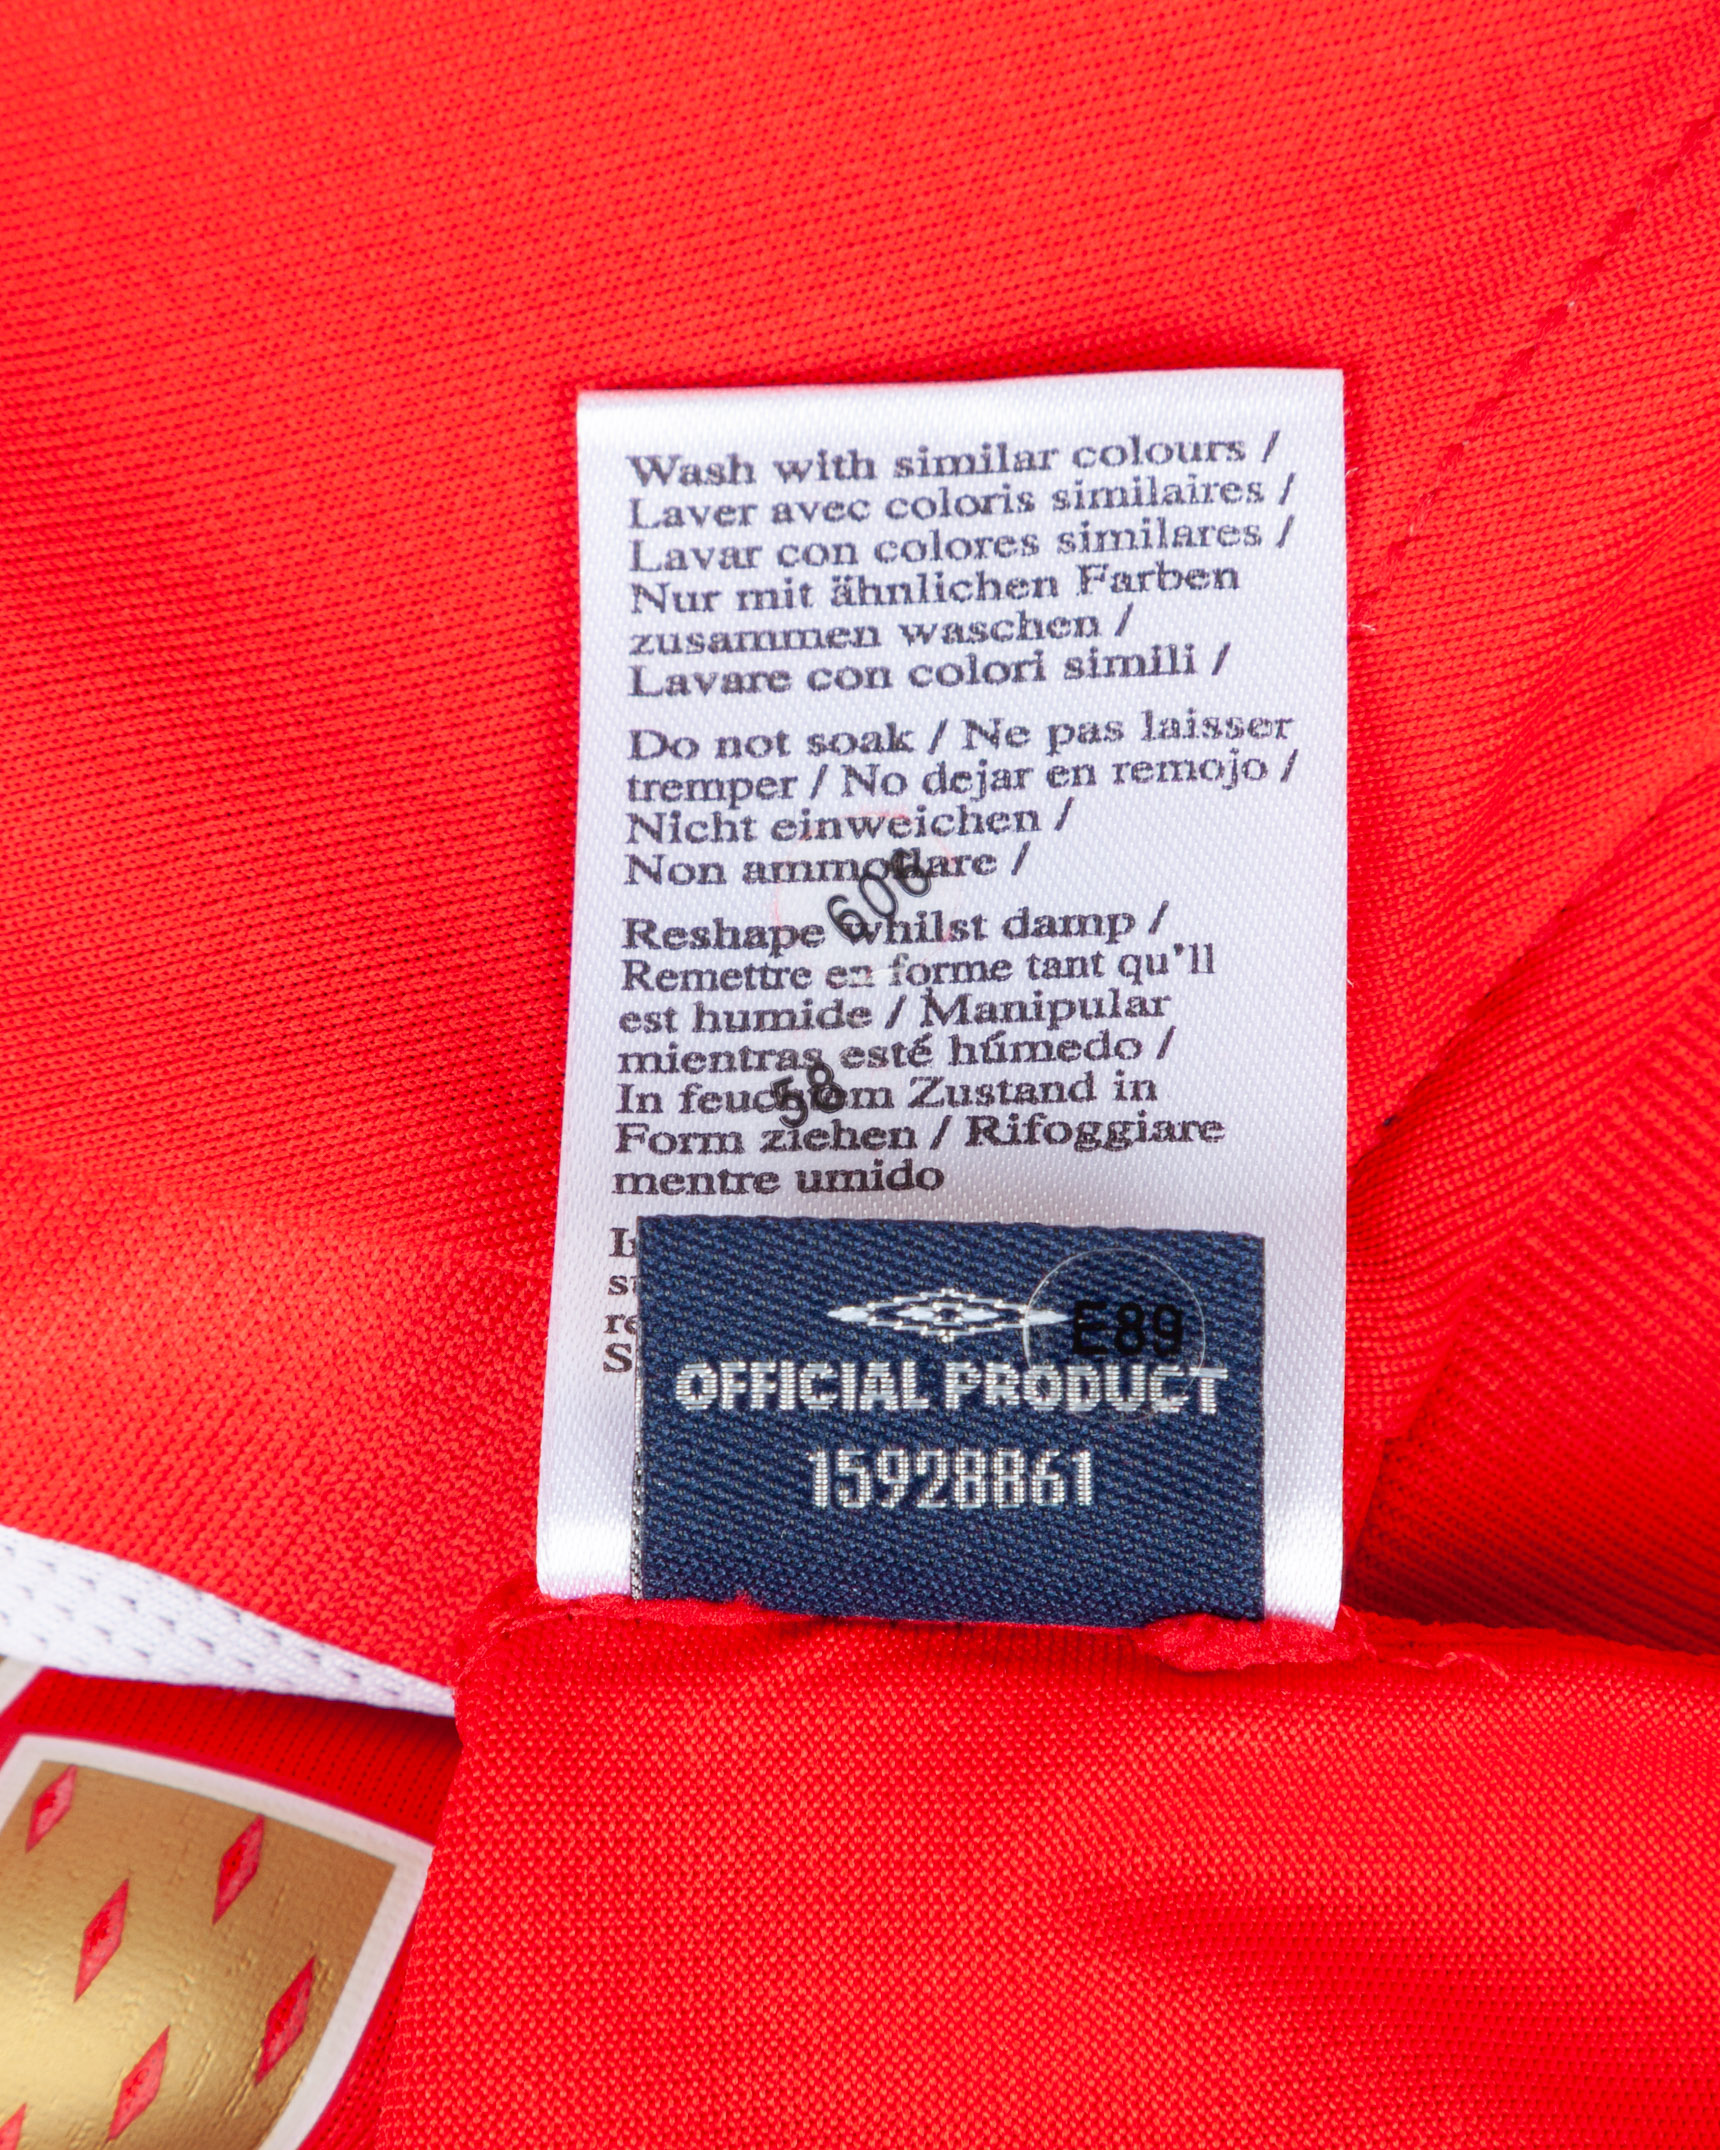 Wash with similar colours /
Laver avec coloris similaires /
Lavar con colores similares /
Nur mit ähnlichen Farben
zusammen waschen /
Lavare con colori simili /
Do not soak / Ne pas laisser
tremper / No dejar en remojo /
Nicht einweichen /
Non ammollare /
Reshape whilst damp /
Remettre en forme tant qu'll
est humide / Manipular
mientras esté húmedo /
In feuchtom Zustand in
Form ziehen / Rifoggiare
mentre umido
58
E89
OFFICIAL PRODUCT
15928861